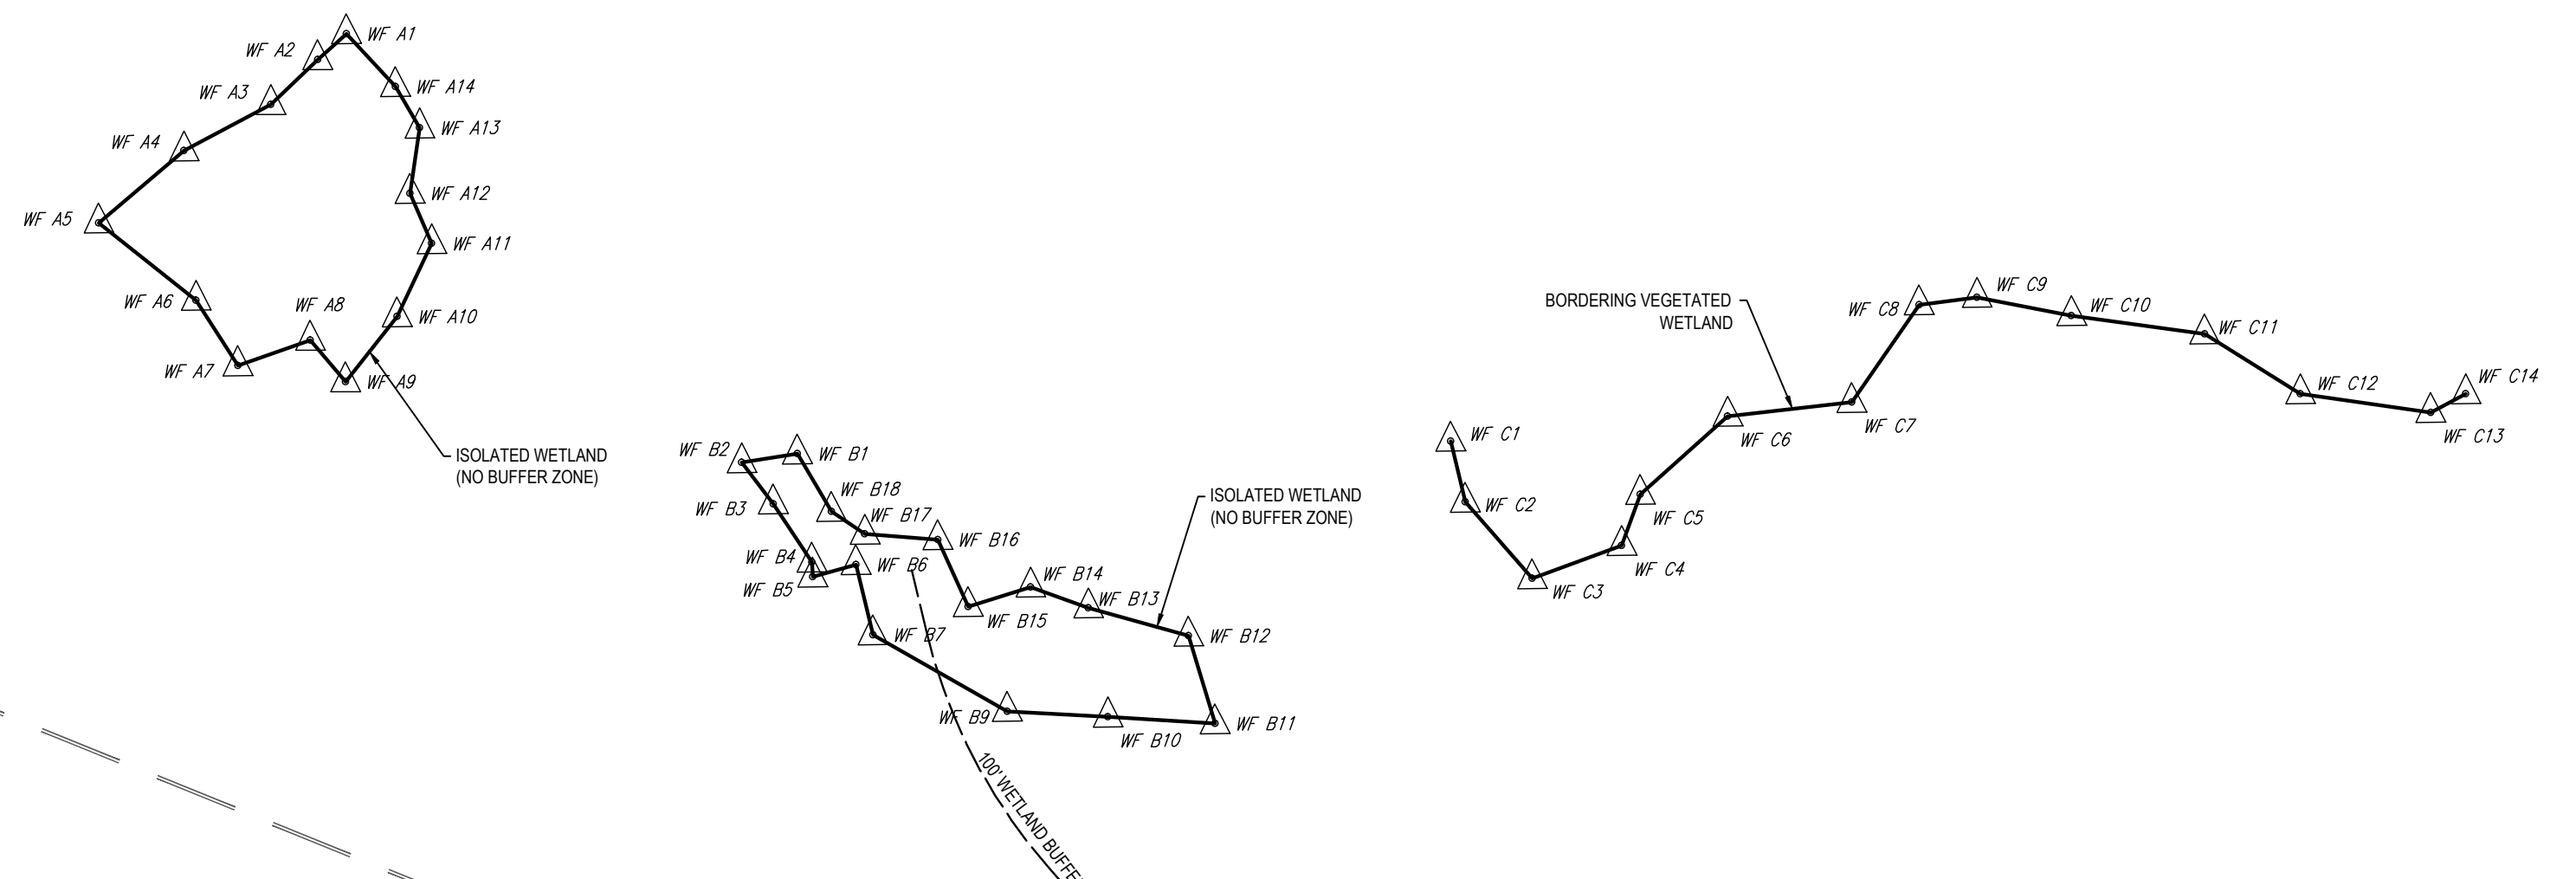 WF A1
WF A2
WF A14
WF A3
WF A13
WF A4
WF A12
WF A5
WF A11
WF A6
WF A8
WF A10
WF A7
WF A9
ISOLATED WETLAND
(NO BUFFER ZONE)
WF B2
WF B1
WF B18
WF B3
WF B17
WF B16
WF B4
WF B6
WF B5
WF B14
WF B13
WF B15
WF B7
WF B12
WF B9
WF B10
WF B11
ISOLATED WETLAND
(NO BUFFER ZONE)
100' WETLAND BUFFE
BORDERING VEGETATED
WETLAND
WF C1
WF C2
WF C3
WF C4
WF C5
WF C6
WF C7
WF C8
WF C9
WF C10
WF C11
WF C12
WF C13
WF C14